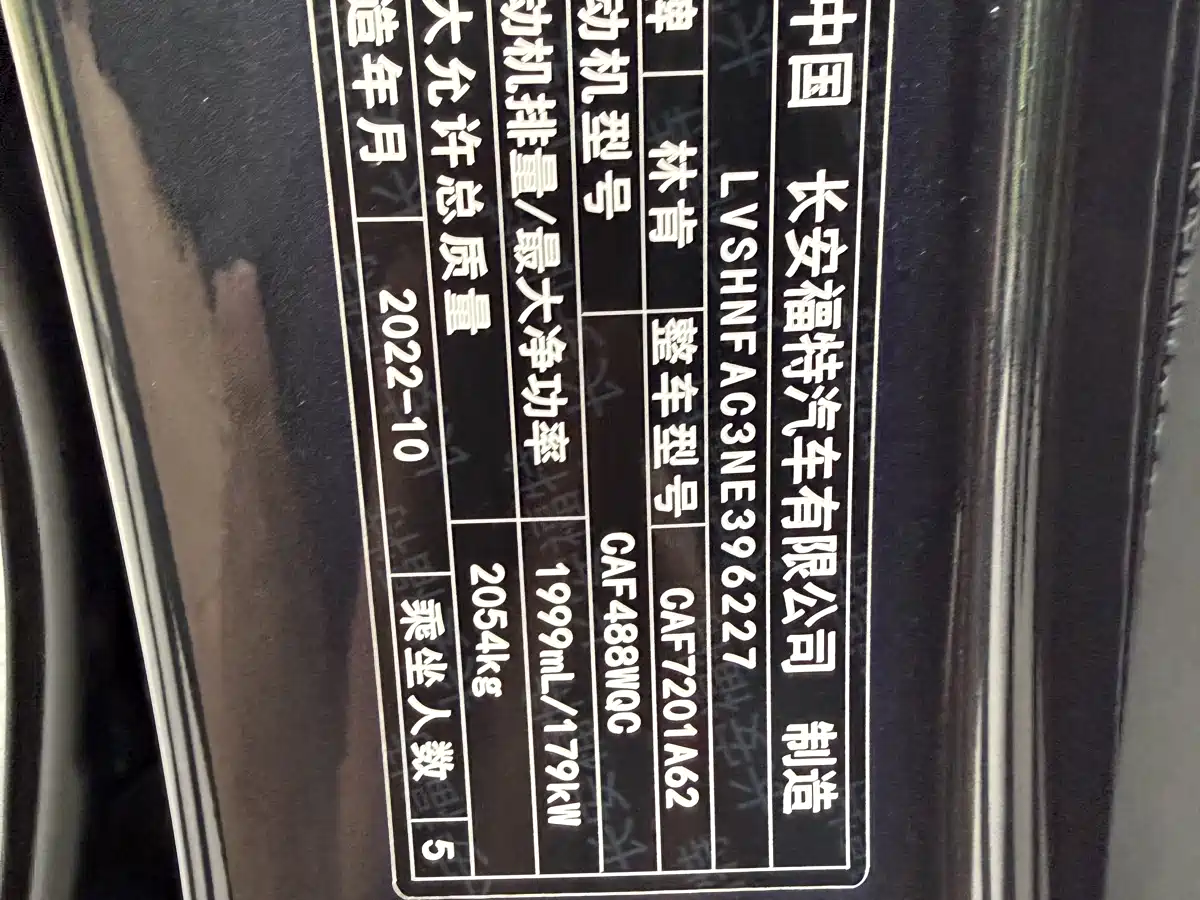 中国 长安福特汽车有限公司 制造
LVSHNFAC3NE396227
牌 林肯 整车型号 CAF7201A62
动机型号 CAF488WQC
动机排量/最大净功率 1999mL/179kW
大允许总质量 2054kg
造年月 2022-10 乘坐人数 5